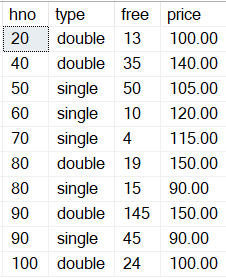 hno type free price
20 double 13 100.00
40 double 35 140.00
50 single 50 105.00
60 single 10 120.00
70 single 4 115.00
80 double 19 150.00
80 single 15 90.00
90 double 145 150.00
90 single 45 90.00
100 double 24 100.00